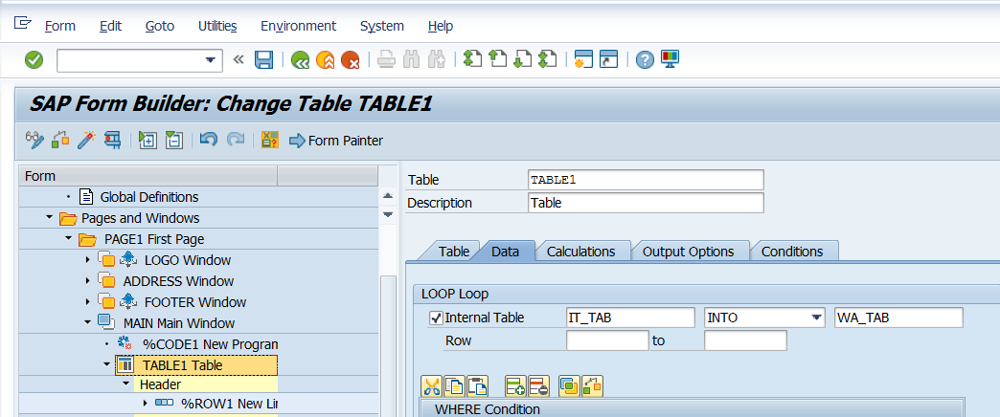 Form Edit Goto Utilities Environment System Help
SAP Form Builder: Change Table TABLE1
Form Painter
Form
Global Definitions
Pages and Windows
PAGE1 First Page
LOGO Window
ADDRESS Window
FOOTER Window
MAIN Main Window
%CODE1 New Program
TABLE1 Table
Header
%ROW1 New Li
Table TABLE1
Description Table
Table Data Calculations Output Options Conditions
LOOP Loop
Internal Table IT_TAB INTO WA_TAB
Row to
WHERE Condition